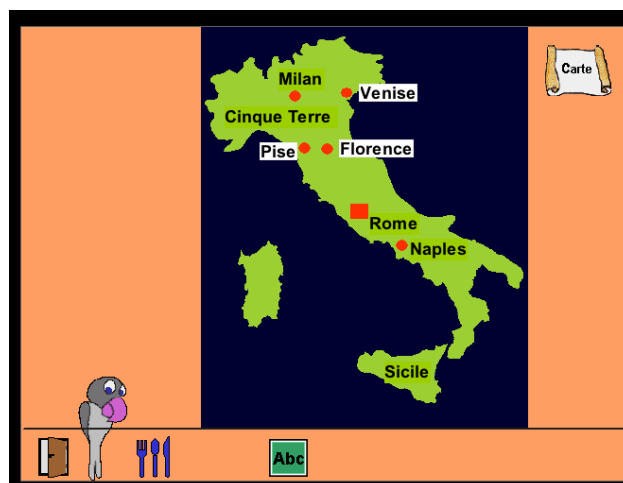 Milan
Carte
Venise
Cinque Terre
Pise
Florence
Rome
Naples
Sicile
Abc